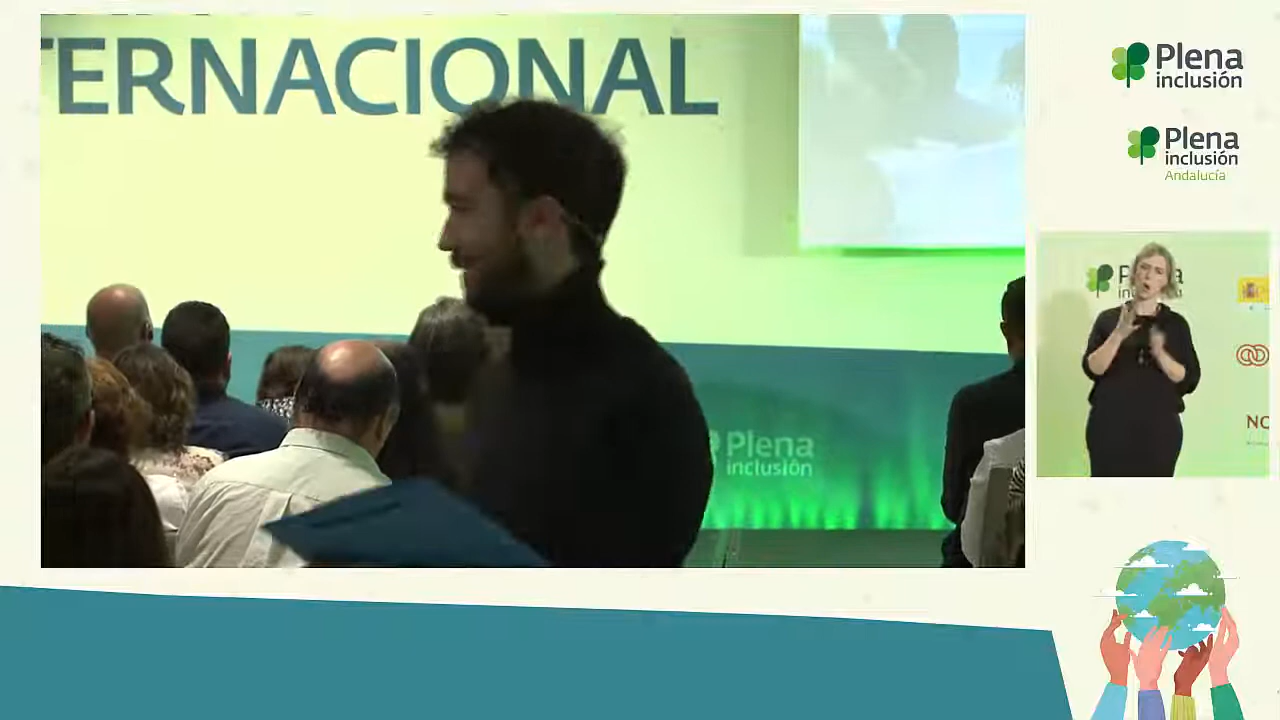 TERNACIONAL
Plena
inclusión
Plena
inclusión
Plena
inclusión
Andalucía